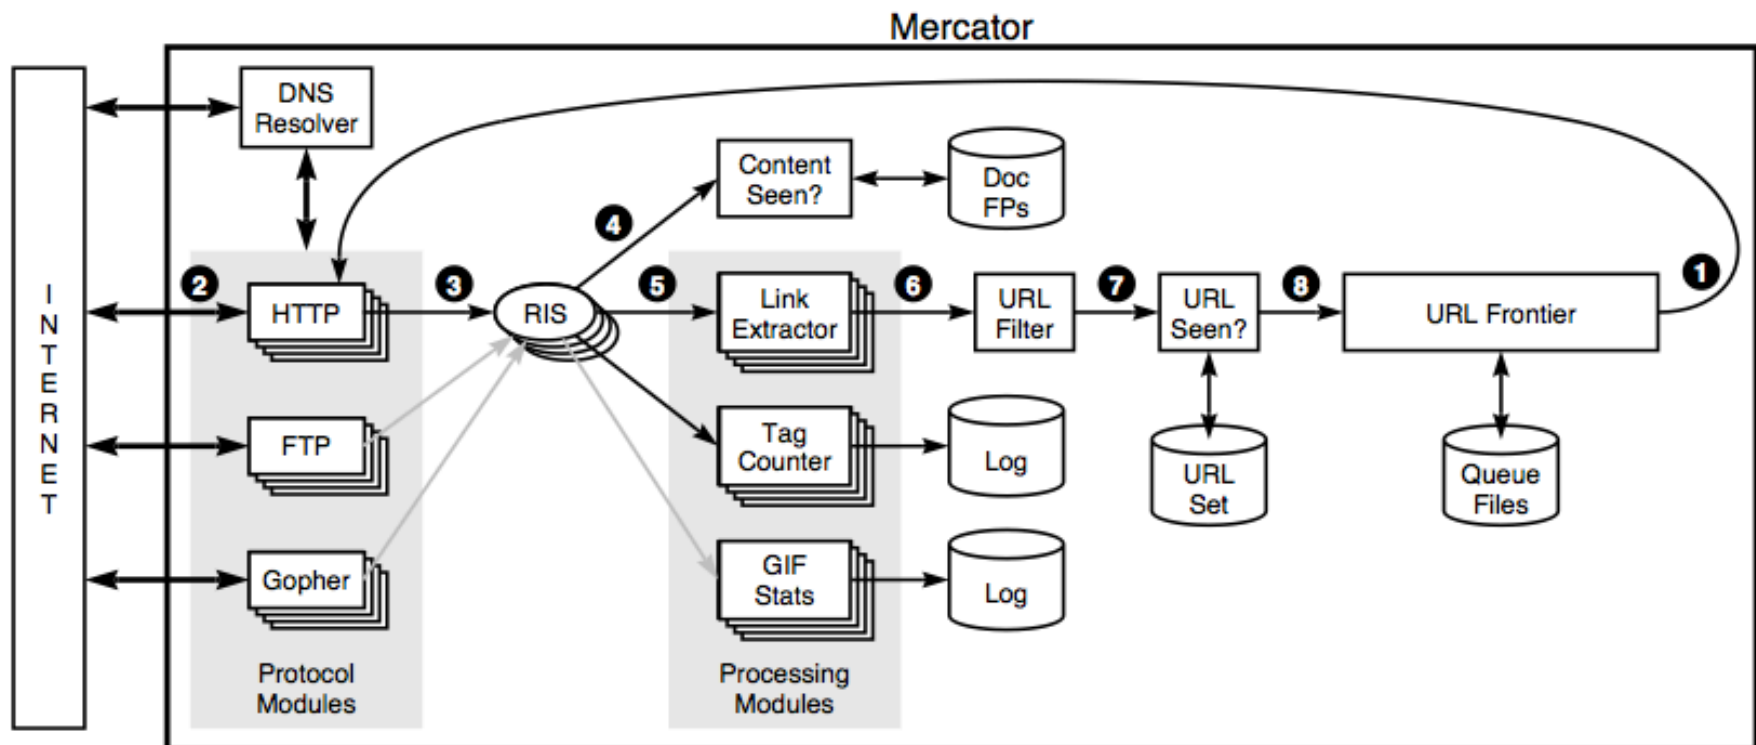 Mercator
INTERNET
DNS
Resolver
Content
Seen?
Doc
FPs
4
2
3
5
6
7
8
1
HTTP
RIS
Link
Extractor
URL
Filter
URL
Seen?
URL Frontier
FTP
Tag
Counter
Log
URL
Set
Queue
Files
Gopher
GIF
Stats
Log
Protocol
Modules
Processing
Modules